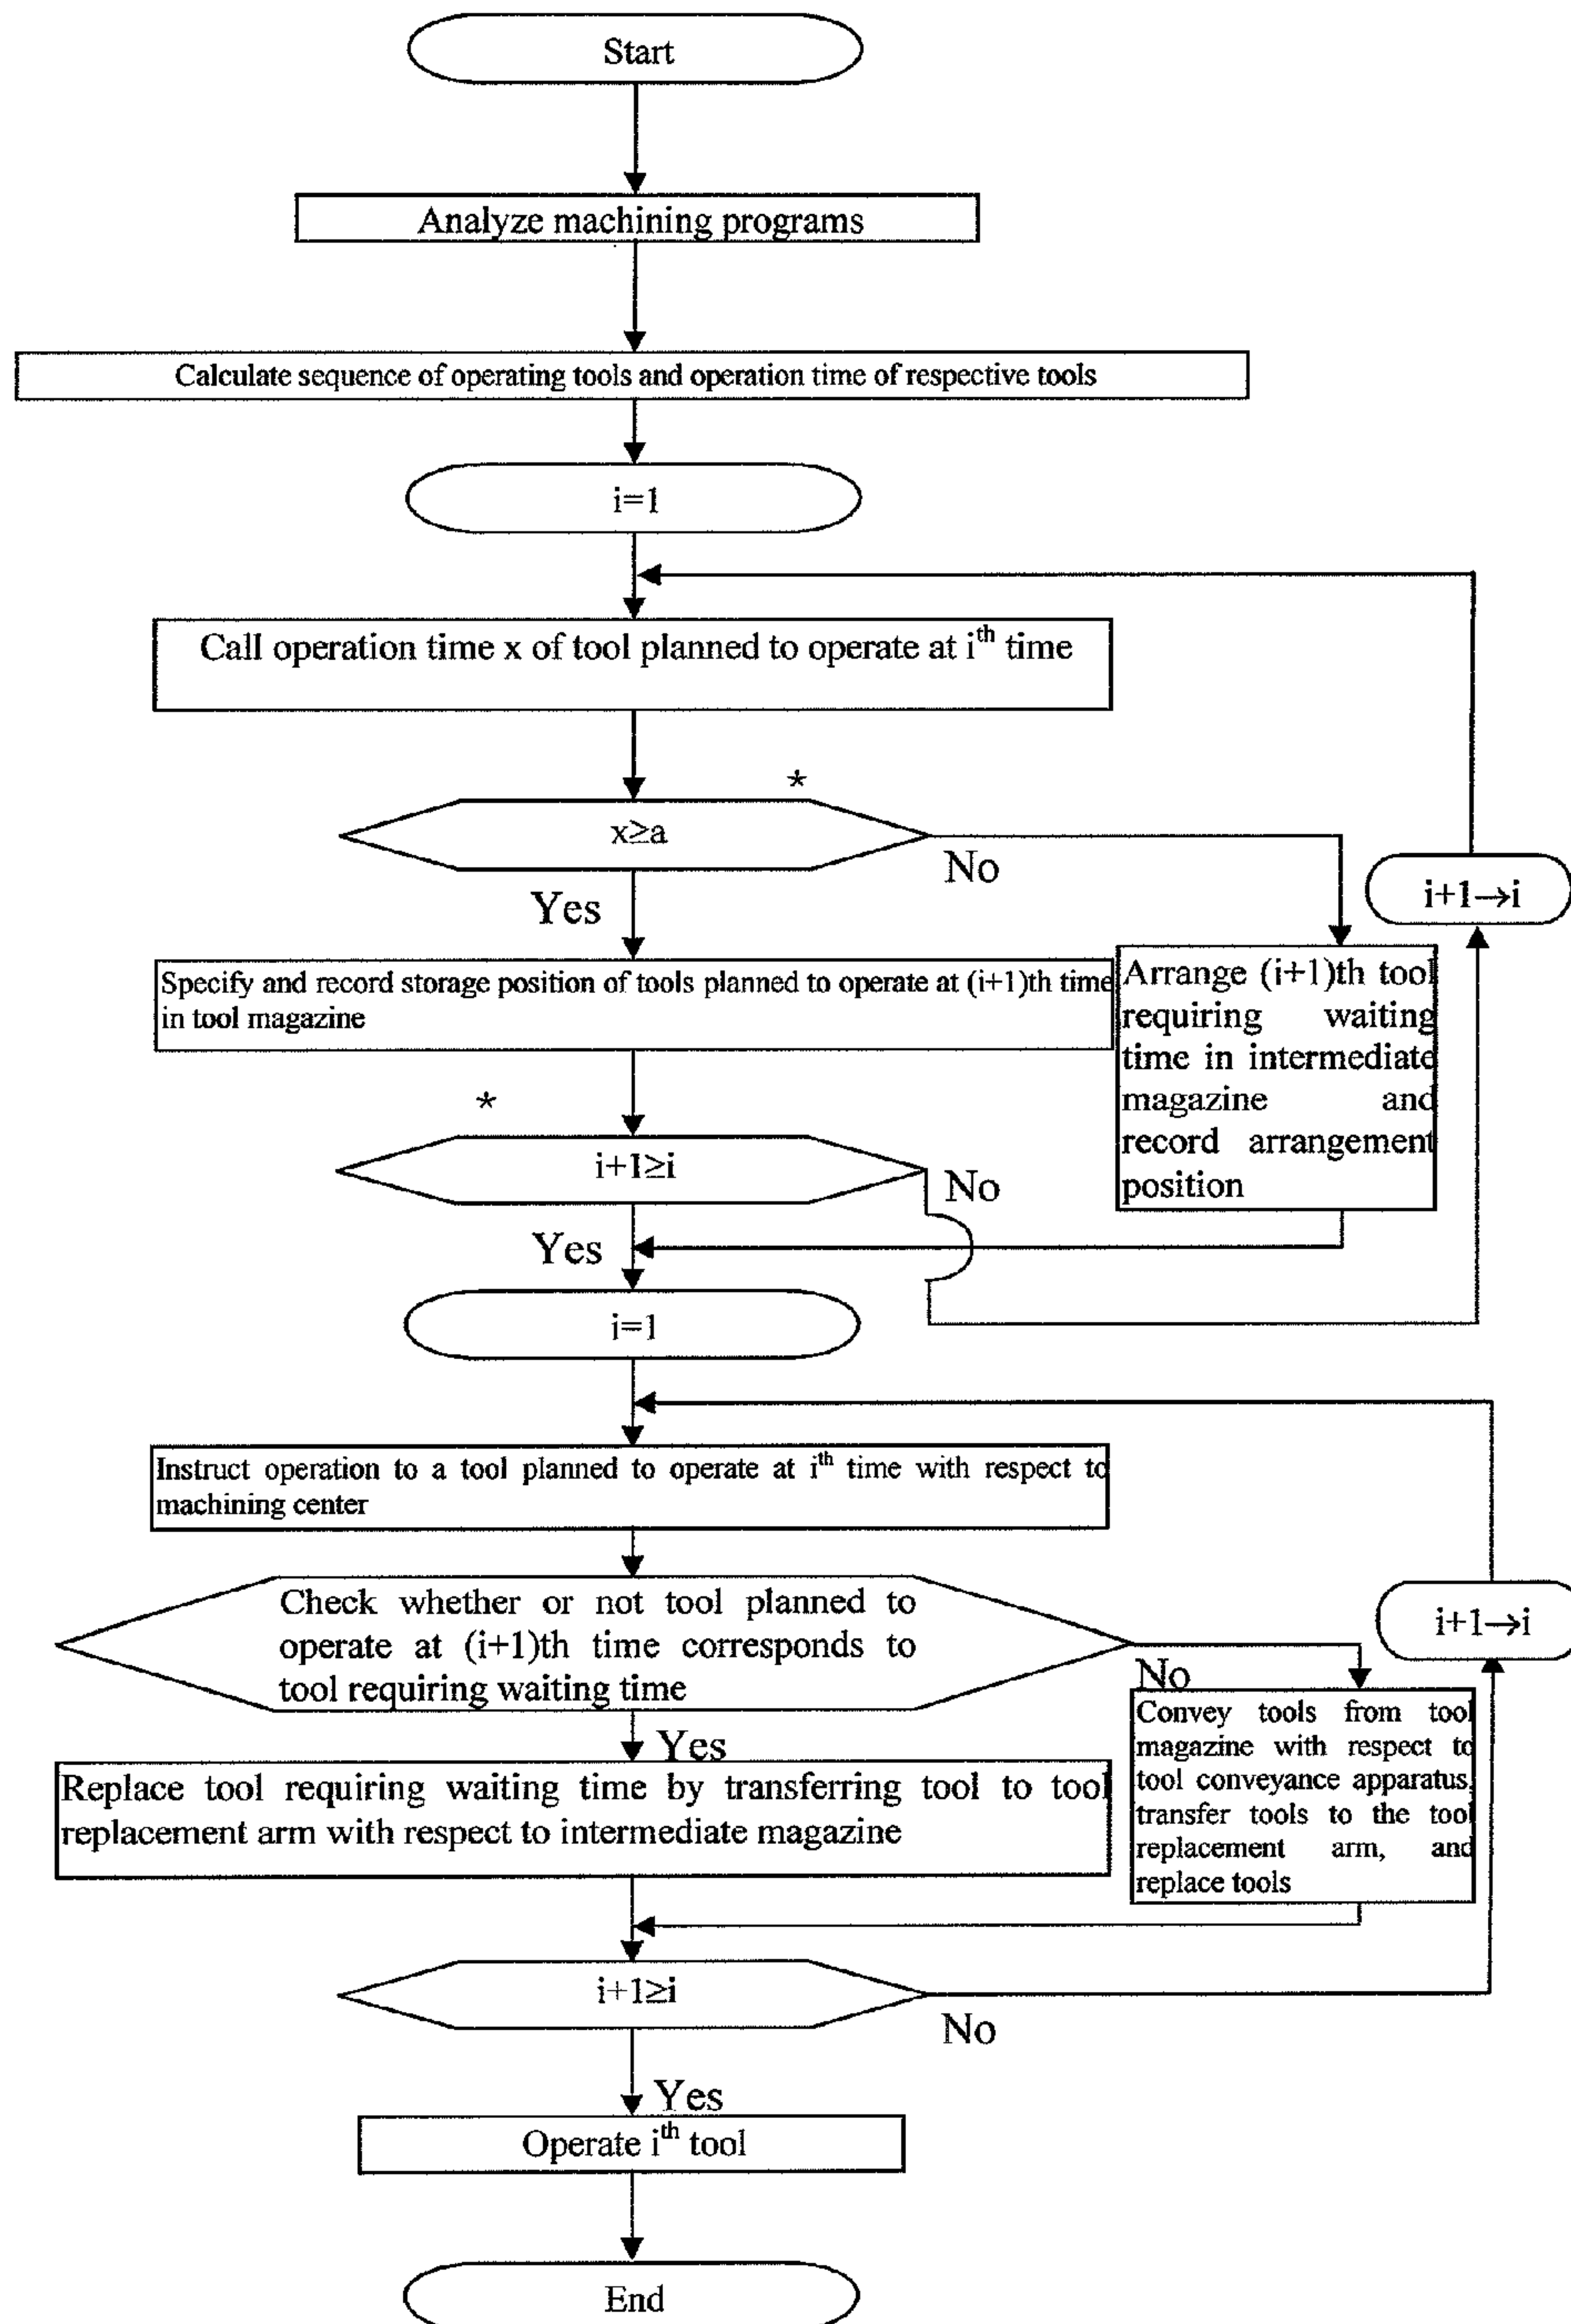 Start
Analyze machining programs
Calculate sequence of operating tools and operation time of respective tools
i=1
Call operation time x of tool planned to operate at ith time
*
x≥a
No
Yes
i+1→i
Specify and record storage position of tools planned to operate at (i+1)th time
in tool magazine
Arrange (i+1)th tool
requiring waiting
time in intermediate
magazine and
record arrangement
position
*
i+1≥i
No
Yes
i=1
Instruct operation to a tool planned to operate at ith time with respect to
machining center
Check whether or not tool planned to
operate at (i+1)th time corresponds to
tool requiring waiting time
i+1→i
No
Yes
Convey tools from tool
magazine with respect to
tool conveyance apparatus,
transfer tools to the tool
replacement arm, and
replace tools
Replace tool requiring waiting time by transferring tool to tool
replacement arm with respect to intermediate magazine
i+1≥i
No
Yes
Operate ith tool
End